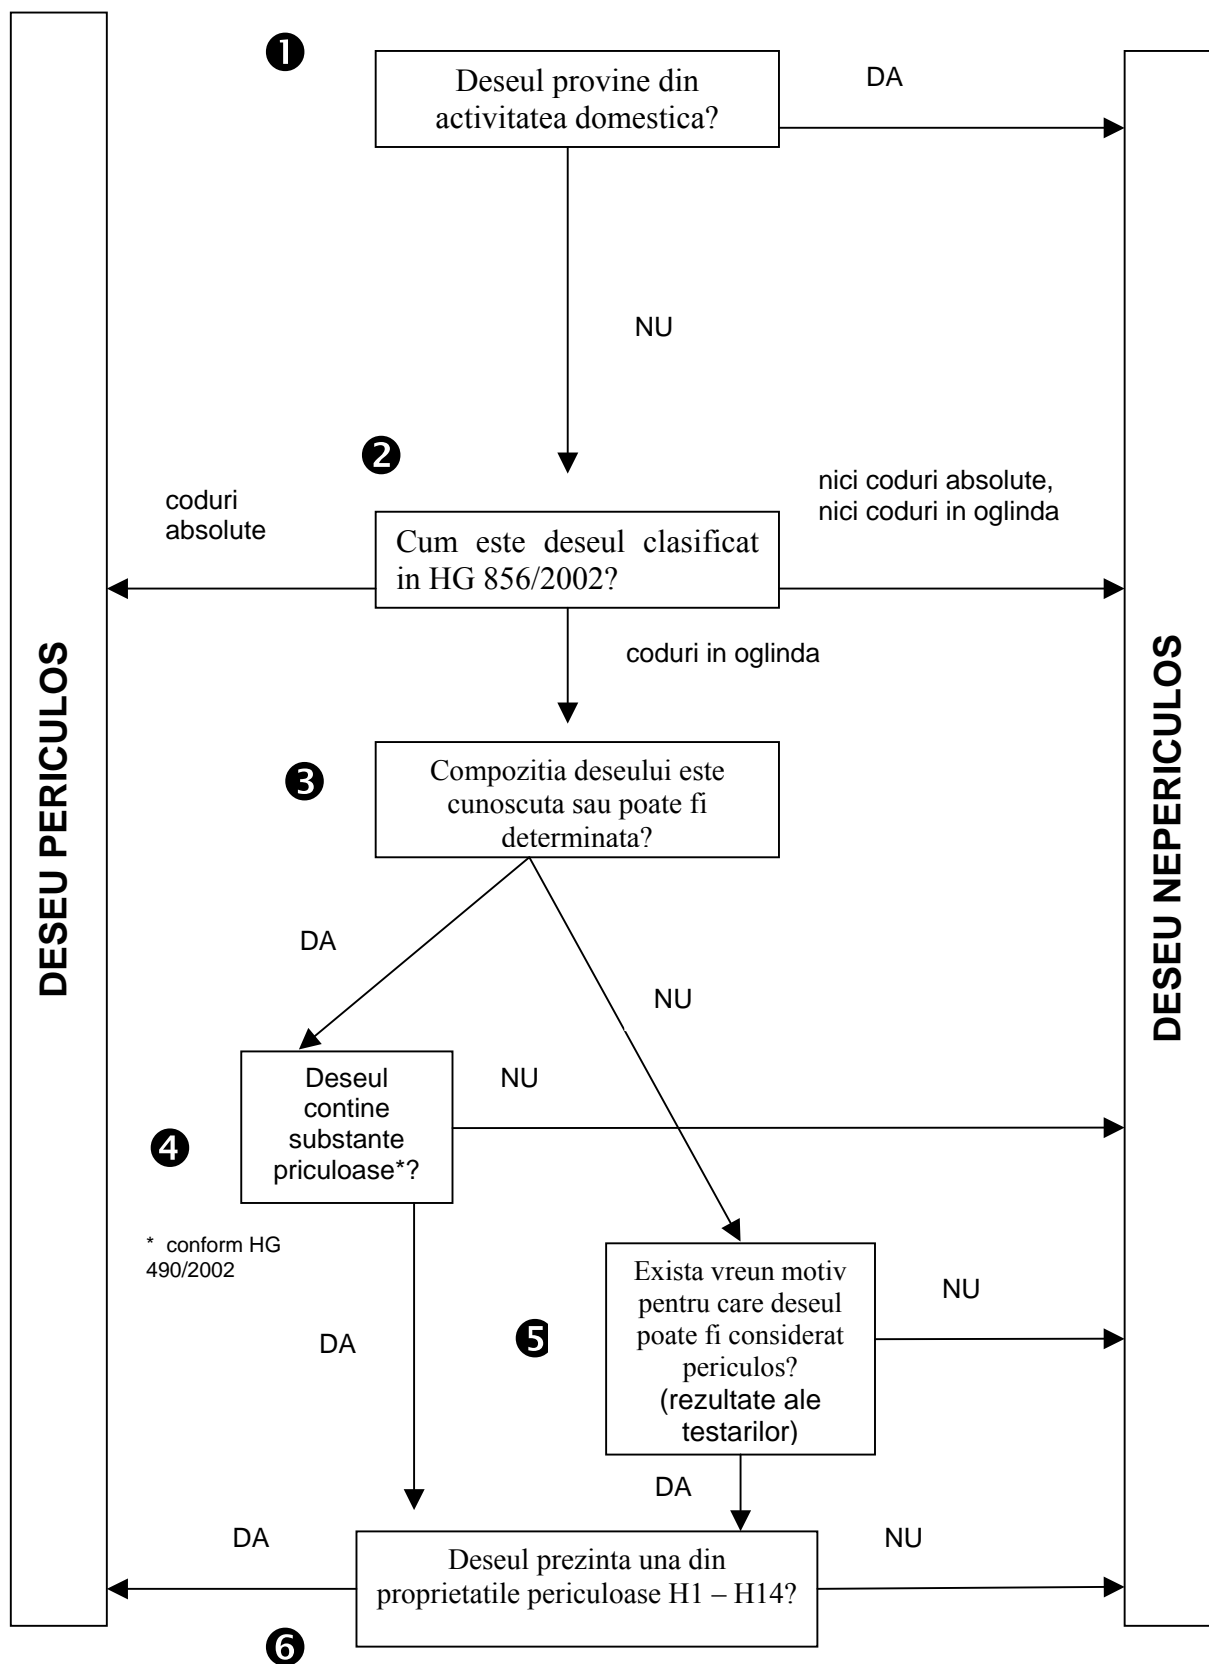 ❶
Deseul provine din
activitatea domestica?
DA
NU
❷
coduri
absolute
nici coduri absolute,
nici coduri in oglinda
Cum este deseul clasificat
in HG 856/2002?
coduri in oglinda
DESEU PERICULOS
DESEU NEPERICULOS
❸
Compozitia deseului este
cunoscuta sau poate fi
determinata?
DA
NU
❹
Deseul
contine
substante
priculoase*?
NU
* conform HG
490/2002
DA
❺
Exista vreun motiv
pentru care deseul
poate fi considerat
periculos?
(rezultate ale
testarilor)
NU
DA
DA
Deseul prezinta una din
proprietatile periculoase H1 – H14?
NU
❻